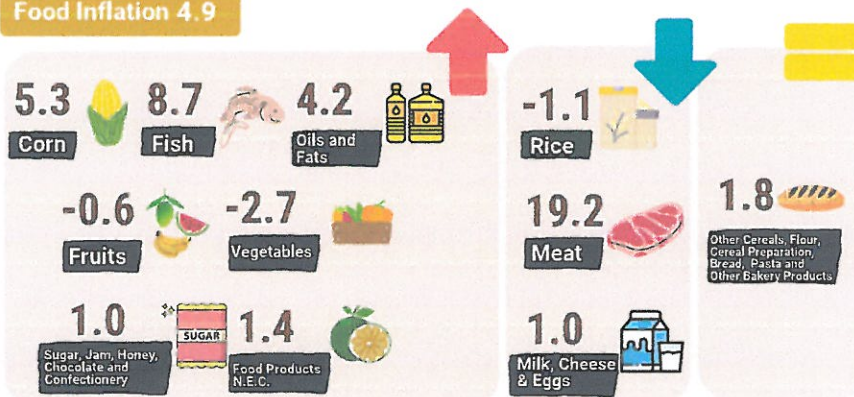 Food Inflation 4.9
5.3
Corn
8.7
Fish
4.2
Oils and
Fats
-0.6
Fruits
-2.7
Vegetables
1.0
Sugar, Jam, Honey,
Chocolate and
Confectionery
SUGAR
1.4
Food Products
N.E.C.
-1.1
Rice
19.2
Meat
1.0
Milk, Cheese
& Eggs
1.8
Other Cereals, Flour,
Cereal Preparation,
Bread, Pasta and
Other Bakery Products